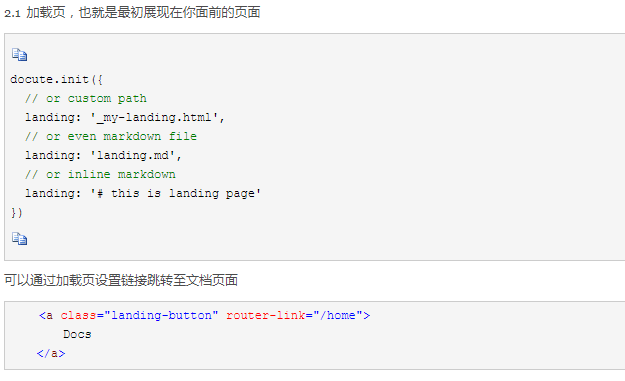 2.1 加载页，也就是最初展现在你面前的页面
docute.init({
  // or custom path
  landing: '_my-landing.html',
  // or even markdown file
  landing: 'landing.md',
  // or inline markdown
  landing: '# this is landing page'
})
可以通过加载页设置链接跳转至文档页面
<a class="landing-button" router-link="/home">
    Docs
</a>